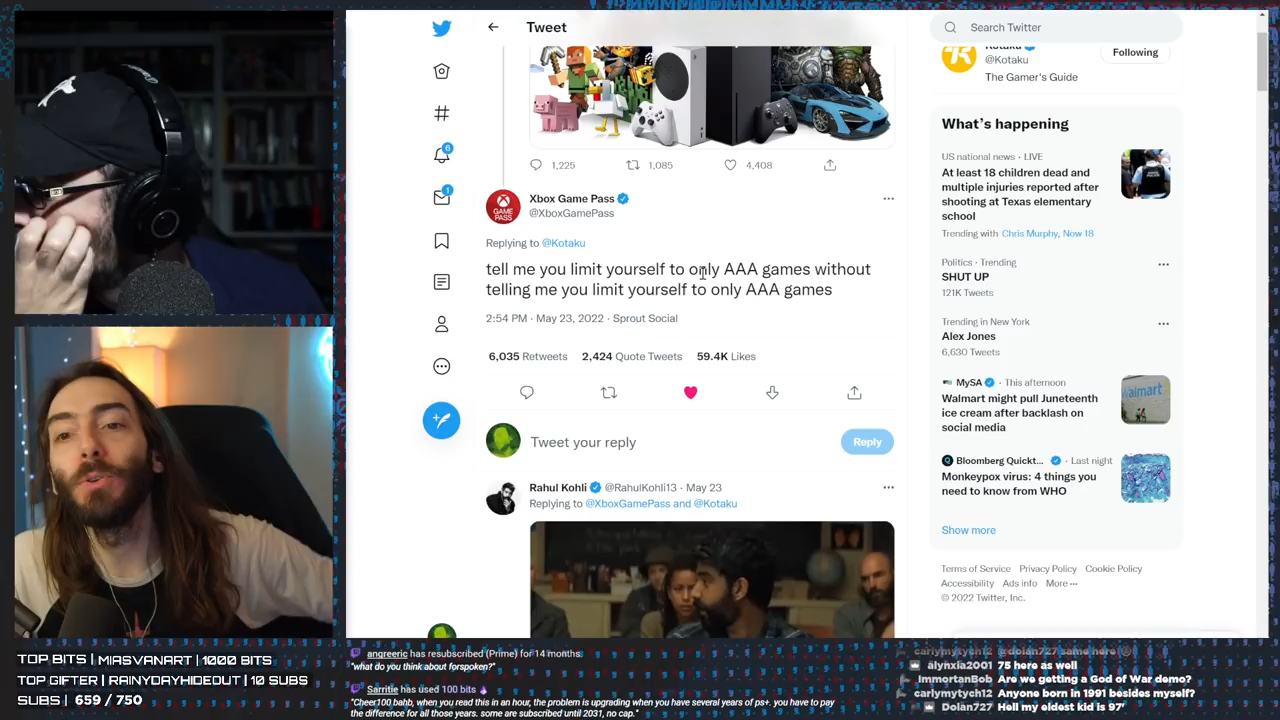 Tweet
Search Twitter
Kotaku
@Kotaku
The Gamer's Guide
Following
1,225
1,085
4,408
What's happening
US national news · LIVE
At least 18 children dead and
multiple injuries reported after
shooting at Texas elementary
school
Trending with Chris Murphy, Now 18
Politics · Trending
SHUT UP
121K Tweets
Trending in New York
Alex Jones
6,630 Tweets
MySA · This afternoon
Walmart might pull Juneteenth
ice cream after backlash on
social media
Bloomberg Quickt... · Last night
Monkeypox virus: 4 things you
need to know from WHO
Show more
Terms of Service Privacy Policy Cookie Policy
Accessibility Ads info More ···
© 2022 Twitter, Inc.
6
1
GAME
PASS
Xbox Game Pass
@XboxGamePass
Replying to @Kotaku
tell me you limit yourself to only AAA games without
telling me you limit yourself to only AAA games
2:54 PM · May 23, 2022 · Sprout Social
6,035 Retweets 2,424 Quote Tweets 59.4K Likes
Tweet your reply
Reply
Rahul Kohli @RahulKohli13 · May 23
Replying to @XboxGamePass and @Kotaku
TOP BITS | MIASVANART | 1000 BITS
TOP GIFTER | RAINYDAYHIDEOUT | 10 SUBS
SUBS | 659 / 750
angreeric has resubscribed (Prime) for 14 months.
"what do you think about forspoken?"
Sarritie has used 100 bits
"Cheer100 bahb, when you read this in an hour, the problem is upgrading when you have several years of ps+. you have to pay
the difference for all those years. some are subscribed until 2031, no cap."
carlymytych12 @dolan727 same here
alynxia2001 75 here as well
ImmortanBob Are we getting a God of War demo?
carlymytych12 Anyone born in 1991 besides myself?
Dolan727 Hell my oldest kid is 97'